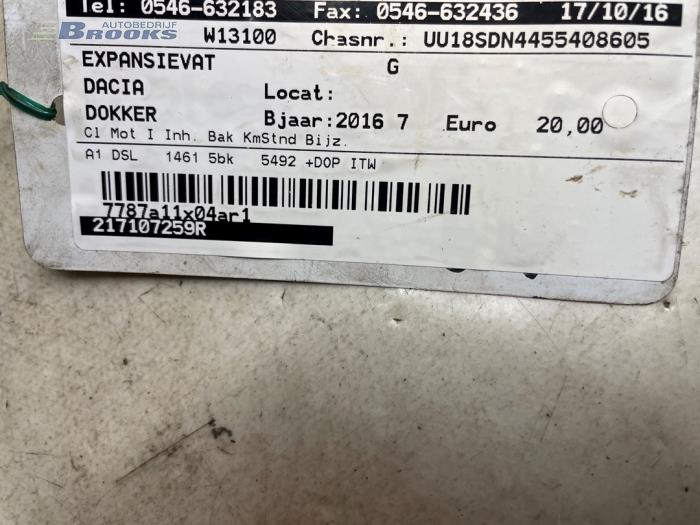 Tel: 0546-632183 Fax: 0546-632436 17/10/16
AUTOBEDRIJF
BROOKS
W13100 Chasnr.: UU18SDN4455408605
EXPANSIEVAT G
DACIA Locat:
DOKKER Bjaar:2016 7 Euro 20,00
Cl Mot I Inh. Bak KmStnd Bijz.
A1 DSL 1461 5bk 5492 +DOP ITW
7787a11x04ar1
217107259R